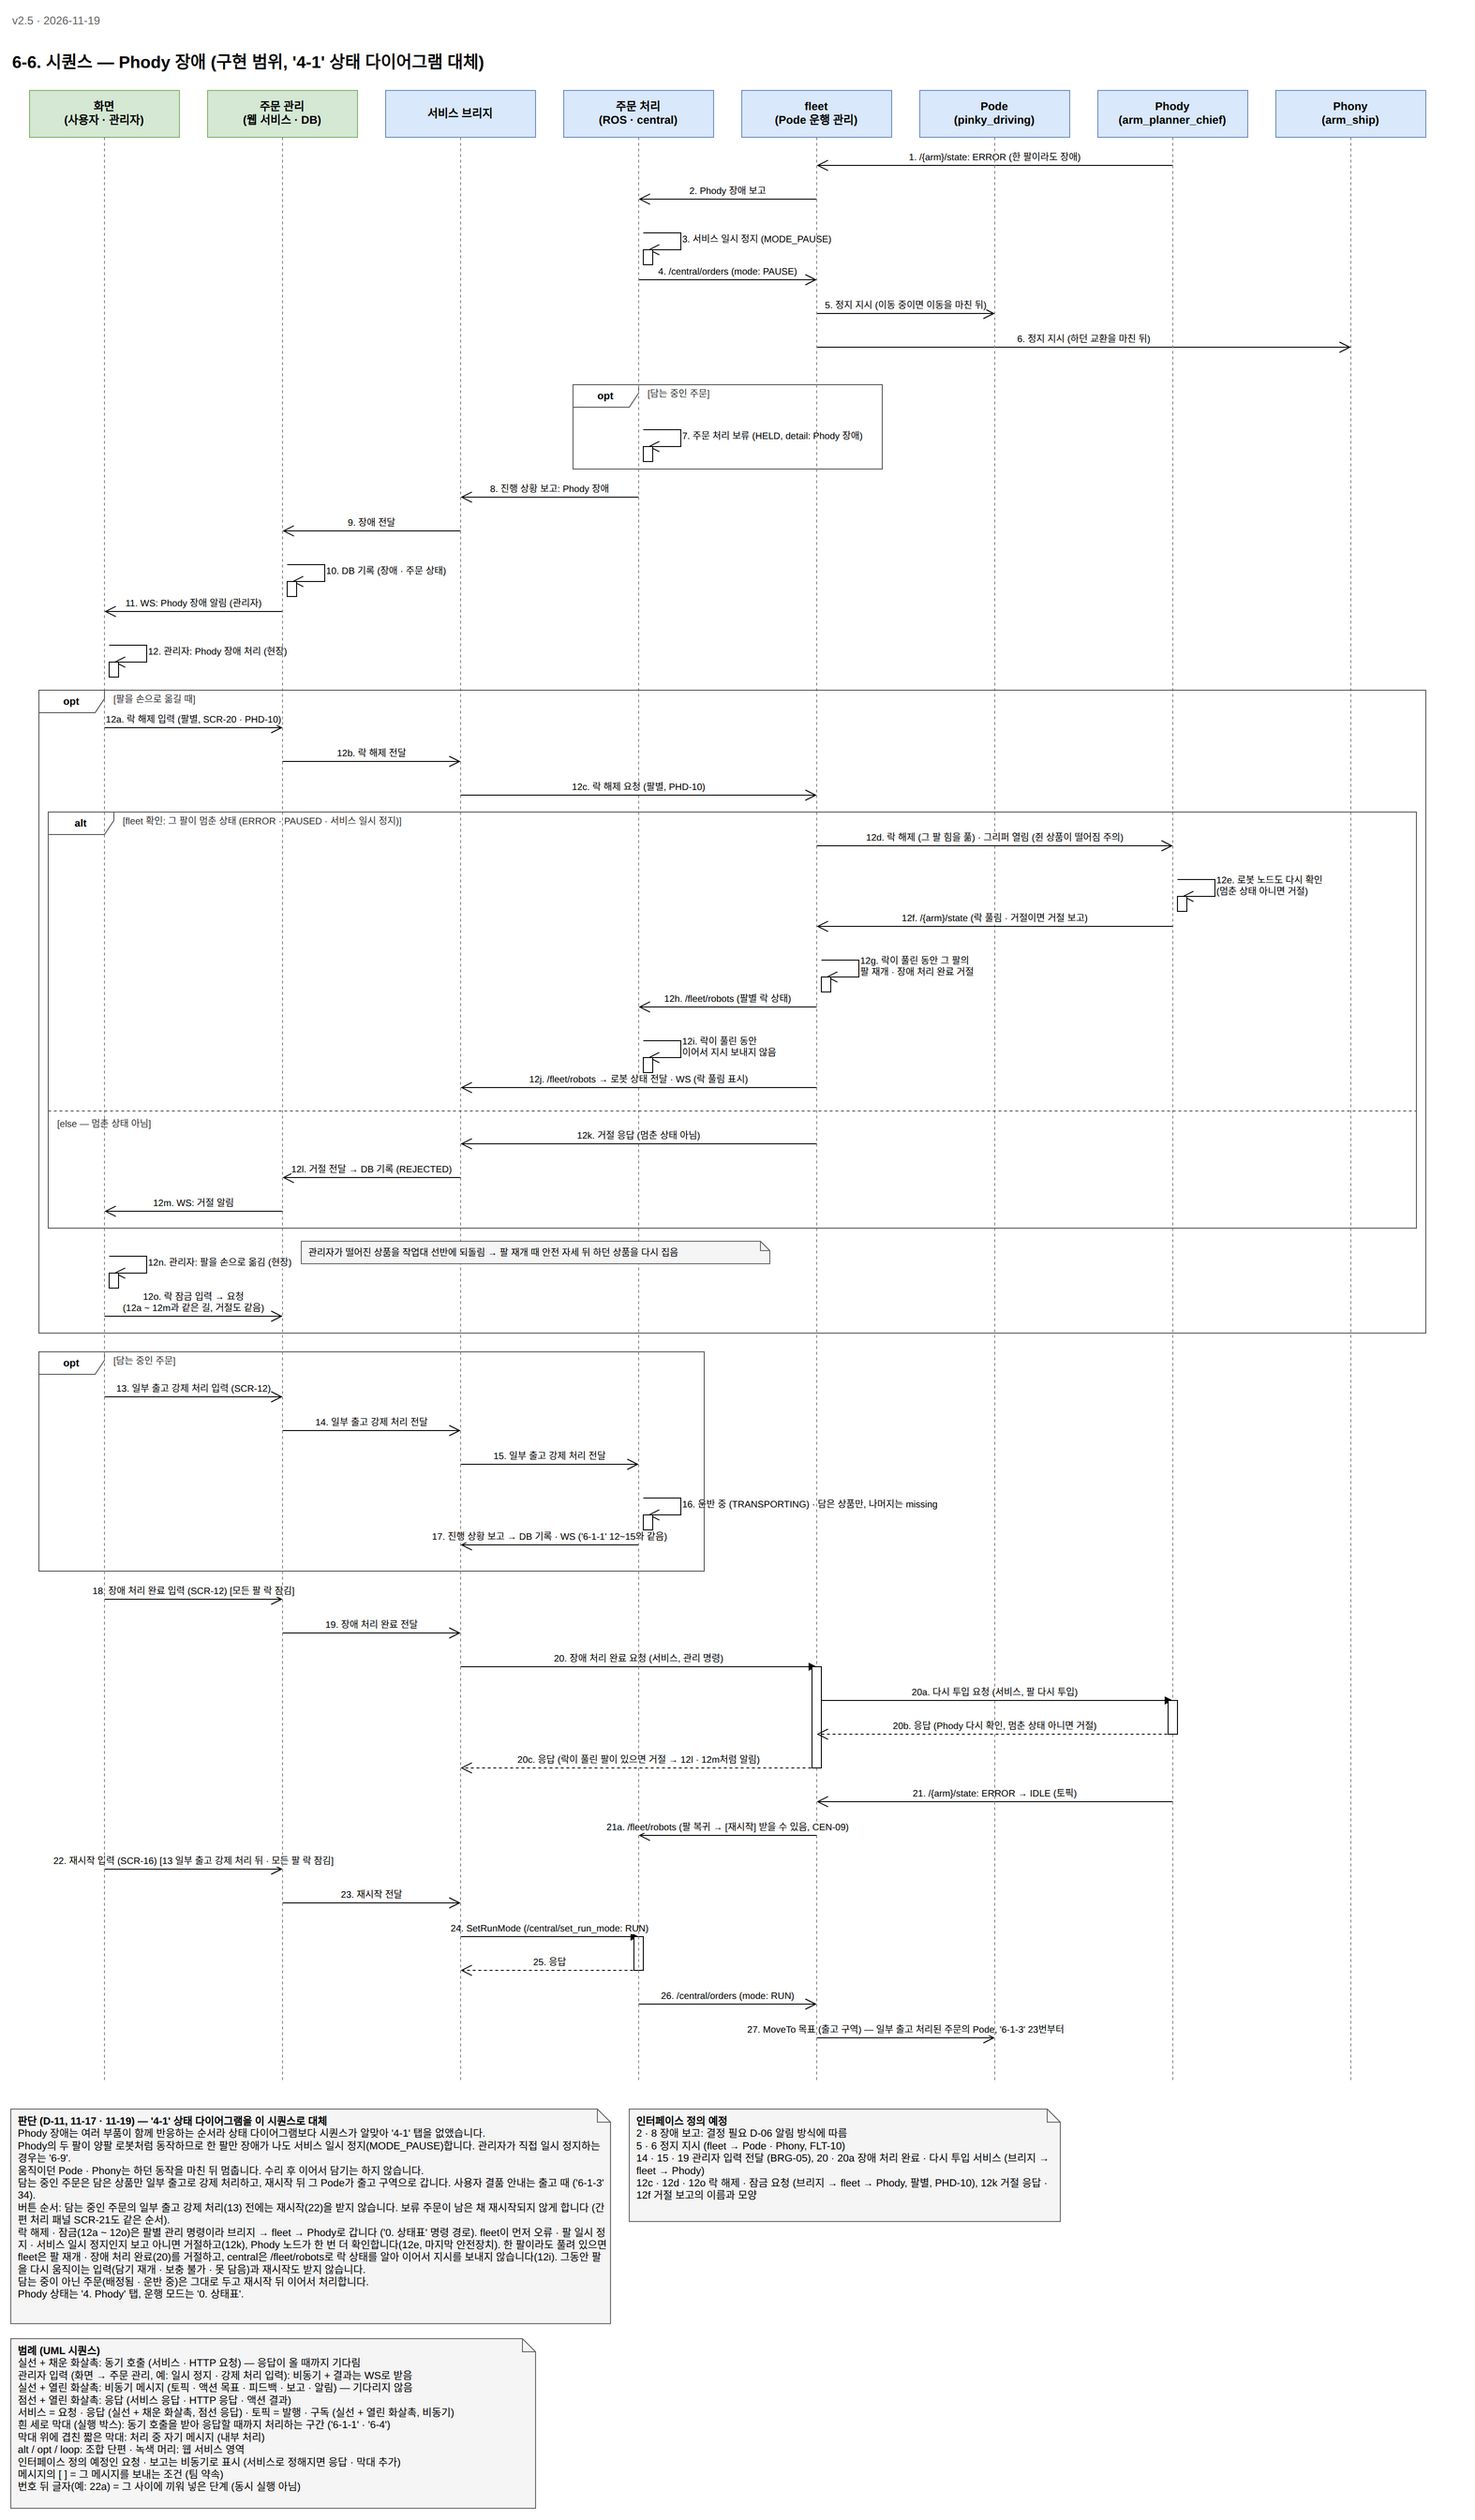 v2.5 · 2026-11-19
6-6. 시퀀스 — Phody 장애 (구현 범위, '4-1' 상태 다이어그램 대체)
화면
(사용자 · 관리자)
주문 관리
(웹 서비스 · DB)
서비스 브리지
주문 처리
(ROS · central)
fleet
(Pode 운행 관리)
Pode
(pinky_driving)
Phody
(arm_planner_chief)
Phony
(arm_ship)
1. /{arm}/state: ERROR (한 팔이라도 장애)
2. Phody 장애 보고
3. 서비스 일시 정지 (MODE_PAUSE)
4. /central/orders (mode: PAUSE)
5. 정지 지시 (이동 중이면 이동을 마친 뒤)
6. 정지 지시 (하던 교환을 마친 뒤)
opt
[담는 중인 주문]
7. 주문 처리 보류 (HELD, detail: Phody 장애)
8. 진행 상황 보고: Phody 장애
9. 장애 전달
10. DB 기록 (장애 · 주문 상태)
11. WS: Phody 장애 알림 (관리자)
12. 관리자: Phody 장애 처리 (현장)
opt
[팔을 손으로 옮길 때]
12a. 락 해제 입력 (팔별, SCR-20 · PHD-10)
12b. 락 해제 전달
12c. 락 해제 요청 (팔별, PHD-10)
alt
[fleet 확인: 그 팔이 멈춘 상태 (ERROR · PAUSED · 서비스 일시 정지)]
12d. 락 해제 (그 팔 힘을 풂) · 그리퍼 열림 (쥔 상품이 떨어짐 주의)
12e. 로봇 노드도 다시 확인
(멈춘 상태 아니면 거절)
12f. /{arm}/state (락 풀림 · 거절이면 거절 보고)
12g. 락이 풀린 동안 그 팔의
팔 재개 · 장애 처리 완료 거절
12h. /fleet/robots (팔별 락 상태)
12i. 락이 풀린 동안
이어서 지시 보내지 않음
12j. /fleet/robots → 로봇 상태 전달 · WS (락 풀림 표시)
[else — 멈춘 상태 아님]
12k. 거절 응답 (멈춘 상태 아님)
12l. 거절 전달 → DB 기록 (REJECTED)
12m. WS: 거절 알림
12n. 관리자: 팔을 손으로 옮김 (현장)
관리자가 떨어진 상품을 작업대 선반에 되돌림 → 팔 재개 때 안전 자세 뒤 하던 상품을 다시 집음
12o. 락 잠금 입력 → 요청
(12a ~ 12m과 같은 길, 거절도 같음)
opt
[담는 중인 주문]
13. 일부 출고 강제 처리 입력 (SCR-12)
14. 일부 출고 강제 처리 전달
15. 일부 출고 강제 처리 전달
16. 운반 중 (TRANSPORTING) · 담은 상품만, 나머지는 missing
17. 진행 상황 보고 → DB 기록 · WS ('6-1-1' 12~15와 같음)
18. 장애 처리 완료 입력 (SCR-12) [모든 팔 락 잠김]
19. 장애 처리 완료 전달
20. 장애 처리 완료 요청 (서비스, 관리 명령)
20a. 다시 투입 요청 (서비스, 팔 다시 투입)
20b. 응답 (Phody 다시 확인, 멈춘 상태 아니면 거절)
20c. 응답 (락이 풀린 팔이 있으면 거절 → 12l · 12m처럼 알림)
21. /{arm}/state: ERROR → IDLE (토픽)
21a. /fleet/robots (팔 복귀 → [재시작] 받을 수 있음, CEN-09)
22. 재시작 입력 (SCR-16) [13 일부 출고 강제 처리 뒤 · 모든 팔 락 잠김]
23. 재시작 전달
24. SetRunMode (/central/set_run_mode: RUN)
25. 응답
26. /central/orders (mode: RUN)
27. MoveTo 목표 (출고 구역) — 일부 출고 처리된 주문의 Pode, '6-1-3' 23번부터
판단 (D-11, 11-17 · 11-19) — '4-1' 상태 다이어그램을 이 시퀀스로 대체
Phody 장애는 여러 부품이 함께 반응하는 순서라 상태 다이어그램보다 시퀀스가 알맞아 '4-1' 탭을 없앴습니다.
Phody의 두 팔이 양팔 로봇처럼 동작하므로 한 팔만 장애가 나도 서비스 일시 정지(MODE_PAUSE)합니다. 관리자가 직접 일시 정지하는
경우는 '6-9'.
움직이던 Pode · Phony는 하던 동작을 마친 뒤 멈춥니다. 수리 후 이어서 담기는 하지 않습니다.
담는 중인 주문은 담은 상품만 일부 출고로 강제 처리하고, 재시작 뒤 그 Pode가 출고 구역으로 갑니다. 사용자 결품 안내는 출고 때 ('6-1-3'
34).
버튼 순서: 담는 중인 주문의 일부 출고 강제 처리(13) 전에는 재시작(22)을 받지 않습니다. 보류 주문이 남은 채 재시작되지 않게 합니다 (간
편 처리 패널 SCR-21도 같은 순서).
락 해제 · 잠금(12a ~ 12o)은 팔별 관리 명령이라 브리지 → fleet → Phody로 갑니다 ('0. 상태표' 명령 경로). fleet이 먼저 오류 · 팔 일시 정
지 · 서비스 일시 정지인지 보고 아니면 거절하고(12k), Phody 노드가 한 번 더 확인합니다(12e, 마지막 안전장치). 한 팔이라도 풀려 있으면
fleet은 팔 재개 · 장애 처리 완료(20)를 거절하고, central은 /fleet/robots로 락 상태를 알아 이어서 지시를 보내지 않습니다(12i). 그동안 팔
을 다시 움직이는 입력(담기 재개 · 보충 불가 · 못 담음)과 재시작도 받지 않습니다.
담는 중이 아닌 주문(배정됨 · 운반 중)은 그대로 두고 재시작 뒤 이어서 처리합니다.
Phody 상태는 '4. Phody' 탭, 운행 모드는 '0. 상태표'.
인터페이스 정의 예정
2 · 8 장애 보고: 결정 필요 D-06 알림 방식에 따름
5 · 6 정지 지시 (fleet → Pode · Phony, FLT-10)
14 · 15 · 19 관리자 입력 전달 (BRG-05), 20 · 20a 장애 처리 완료 · 다시 투입 서비스 (브리지 →
fleet → Phody)
12c · 12d · 12o 락 해제 · 잠금 요청 (브리지 → fleet → Phody, 팔별, PHD-10), 12k 거절 응답 ·
12f 거절 보고의 이름과 모양
범례 (UML 시퀀스)
실선 + 채운 화살촉: 동기 호출 (서비스 · HTTP 요청) — 응답이 올 때까지 기다림
관리자 입력 (화면 → 주문 관리, 예: 일시 정지 · 강제 처리 입력): 비동기 + 결과는 WS로 받음
실선 + 열린 화살촉: 비동기 메시지 (토픽 · 액션 목표 · 피드백 · 보고 · 알림) — 기다리지 않음
점선 + 열린 화살촉: 응답 (서비스 응답 · HTTP 응답 · 액션 결과)
서비스 = 요청 · 응답 (실선 + 채운 화살촉, 점선 응답) · 토픽 = 발행 · 구독 (실선 + 열린 화살촉, 비동기)
흰 세로 막대 (실행 박스): 동기 호출을 받아 응답할 때까지 처리하는 구간 ('6-1-1' · '6-4')
막대 위에 겹친 짧은 막대: 처리 중 자기 메시지 (내부 처리)
alt / opt / loop: 조합 단편 · 녹색 머리: 웹 서비스 영역
인터페이스 정의 예정인 요청 · 보고는 비동기로 표시 (서비스로 정해지면 응답 · 막대 추가)
메시지의 [ ] = 그 메시지를 보내는 조건 (팀 약속)
번호 뒤 글자(예: 22a) = 그 사이에 끼워 넣은 단계 (동시 실행 아님)